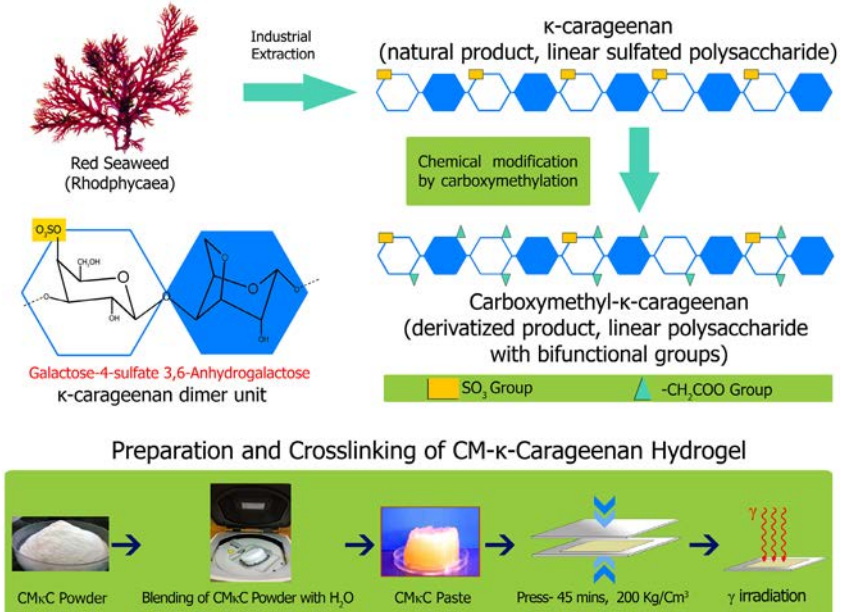 Industrial
Extraction
κ-carageenan
(natural product, linear sulfated polysaccharide)
Red Seaweed
(Rhodphycaea)
Chemical modification
by carboxymethylation
O₃SO
CH₂OH
O
O
OH
O
O
O
O
OH
Galactose-4-sulfate 3,6-Anhydrogalactose
κ-carageenan dimer unit
Carboxymethyl-κ-carageenan
(derivatized product, linear polysaccharide
with bifunctional groups)
SO₃ Group
-CH₂COO Group
Preparation and Crosslinking of CM-κ-Carageenan Hydrogel
CMκC Powder
Blending of CMκC Powder with H₂O
CMκC Paste
Press- 45 mins, 200 Kg/Cm³
γ
γ irradiation